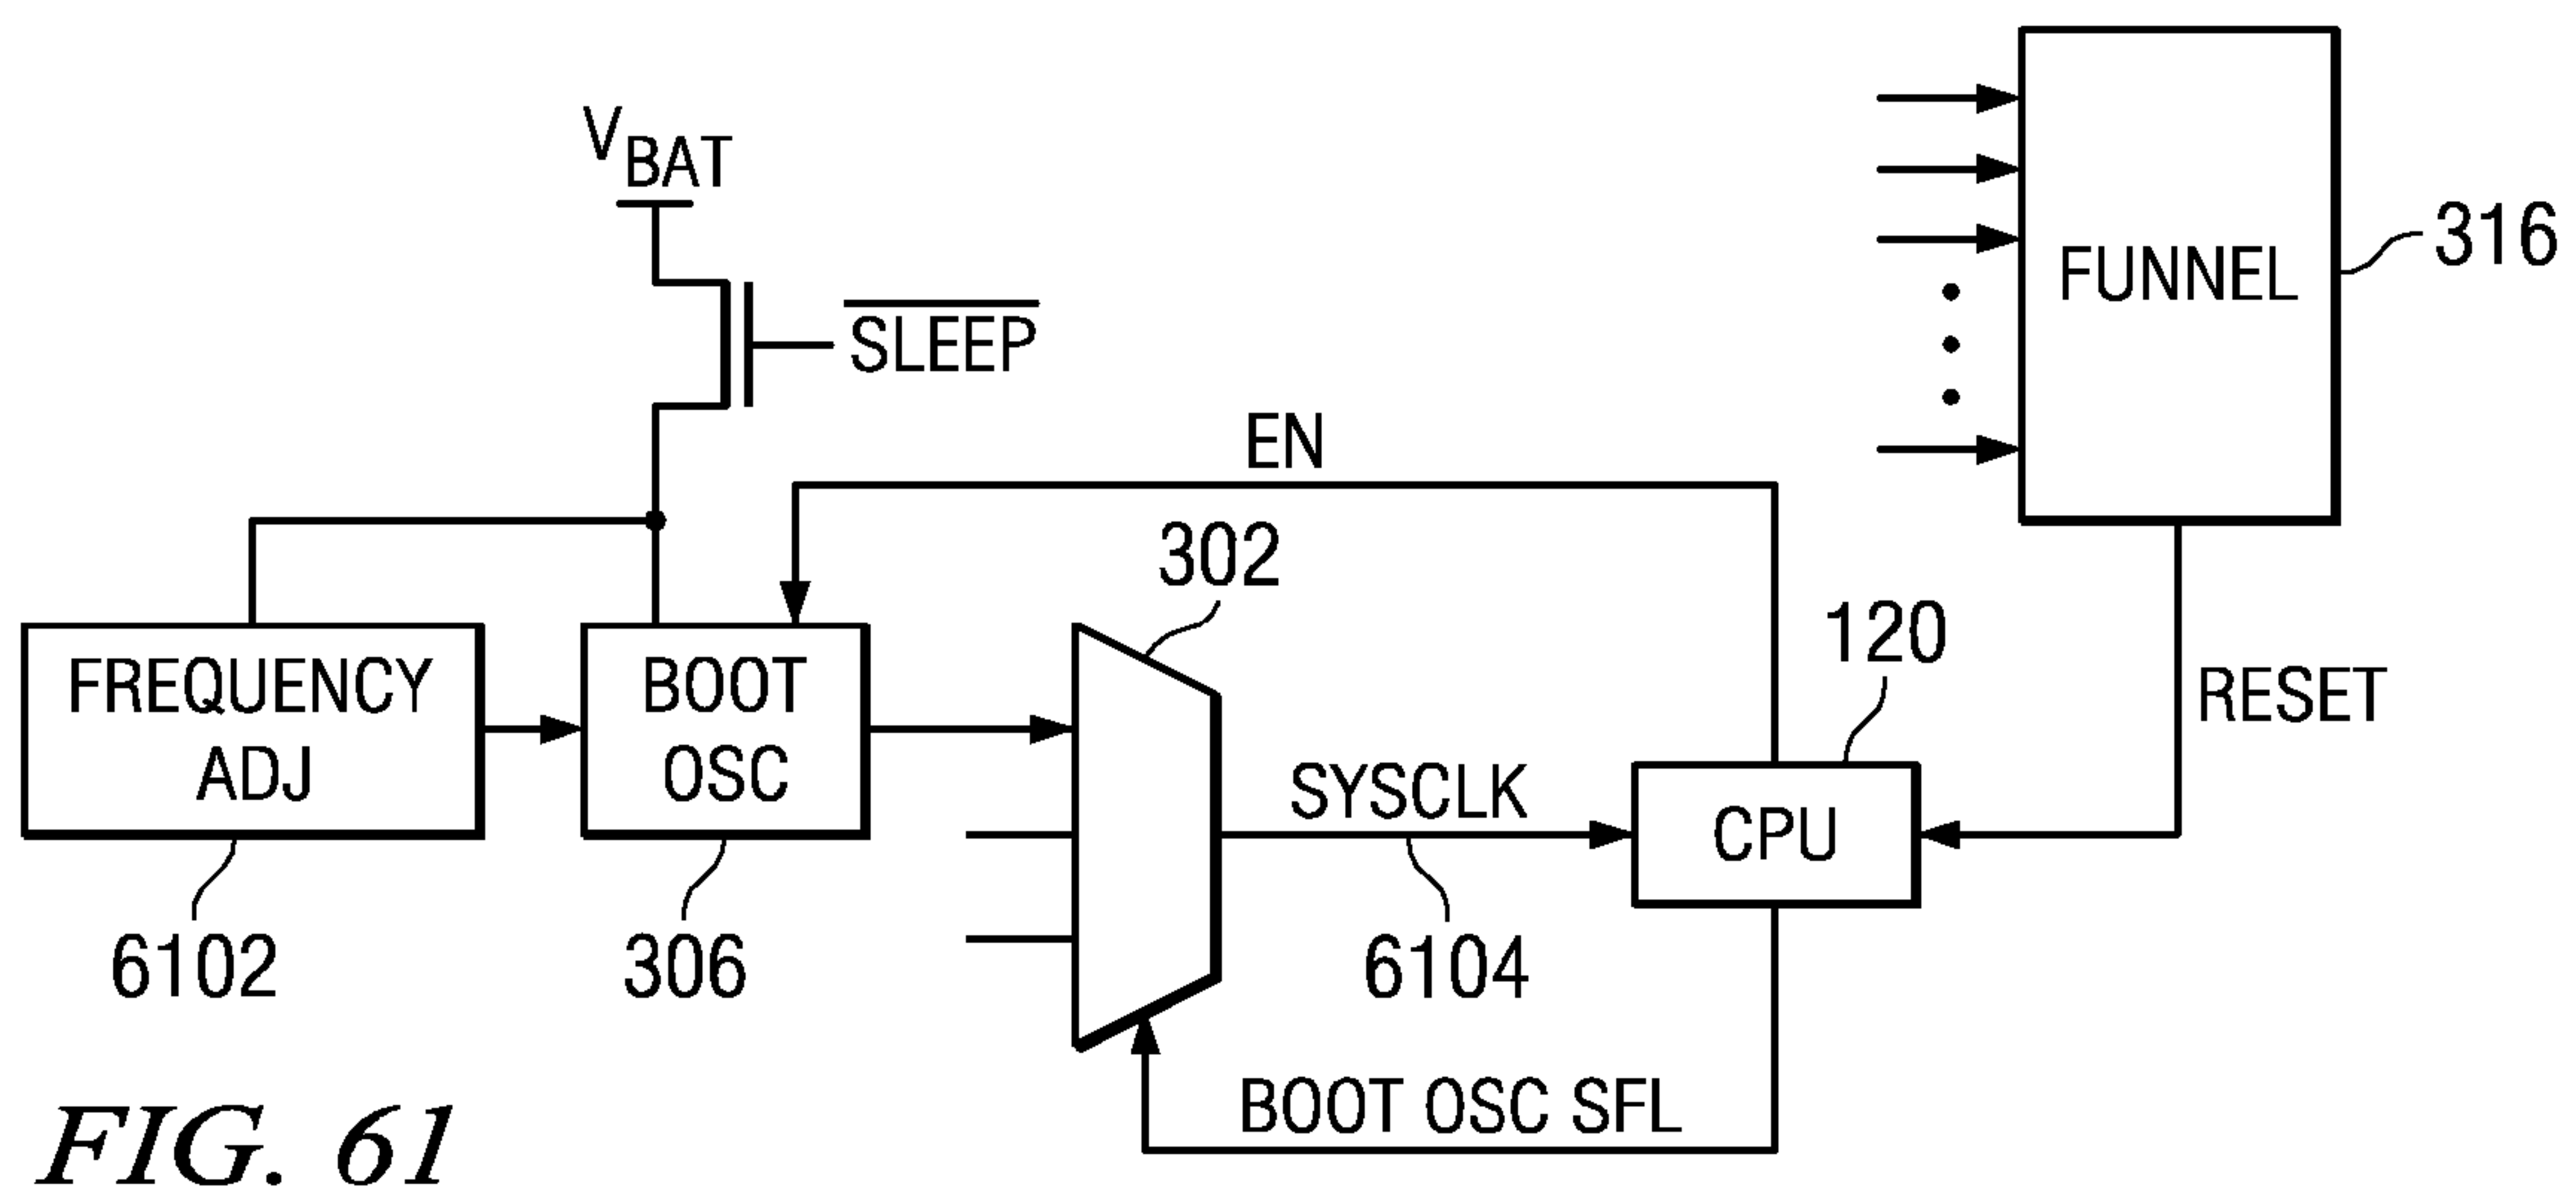 V BAT
SLEEP
FUNNEL
316
EN
302
120
FREQUENCY
ADJ
BOOT
OSC
SYSCLK
CPU
RESET
6102
306
6104
BOOT OSC SFL
FIG. 61